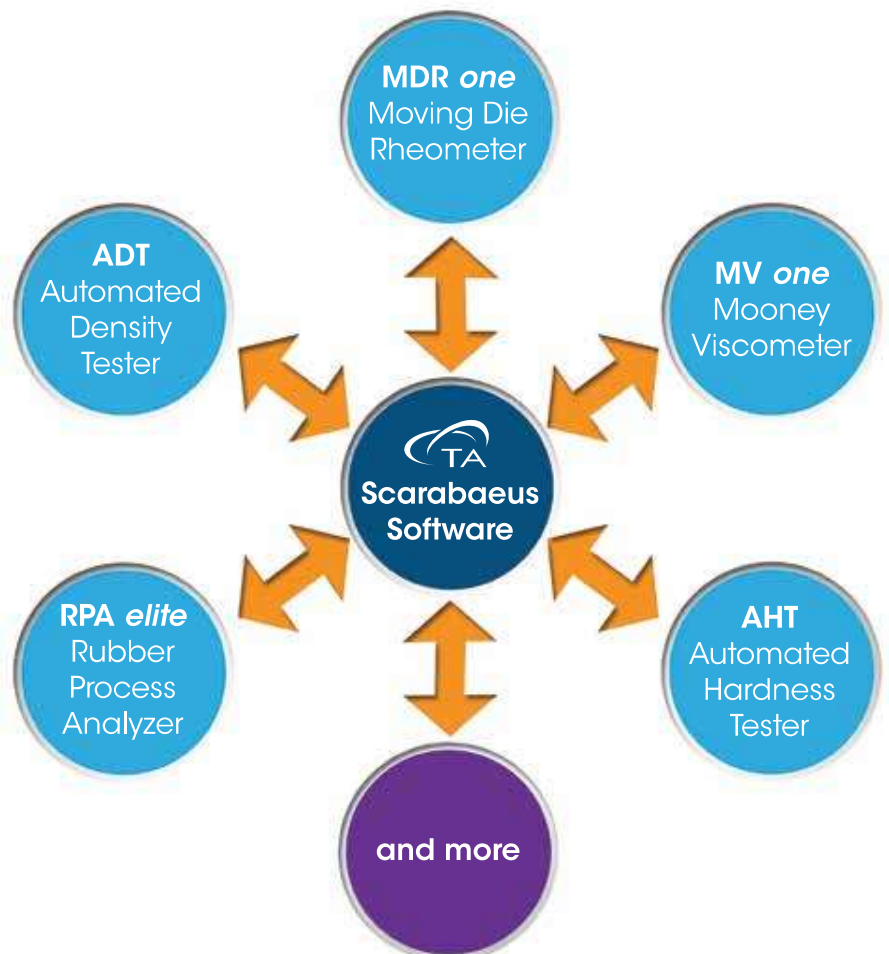 MDR one
Moving Die
Rheometer
ADT
Automated
Density
Tester
MV one
Mooney
Viscometer
TA
Scarabaeus
Software
RPA elite
Rubber
Process
Analyzer
AHT
Automated
Hardness
Tester
and more